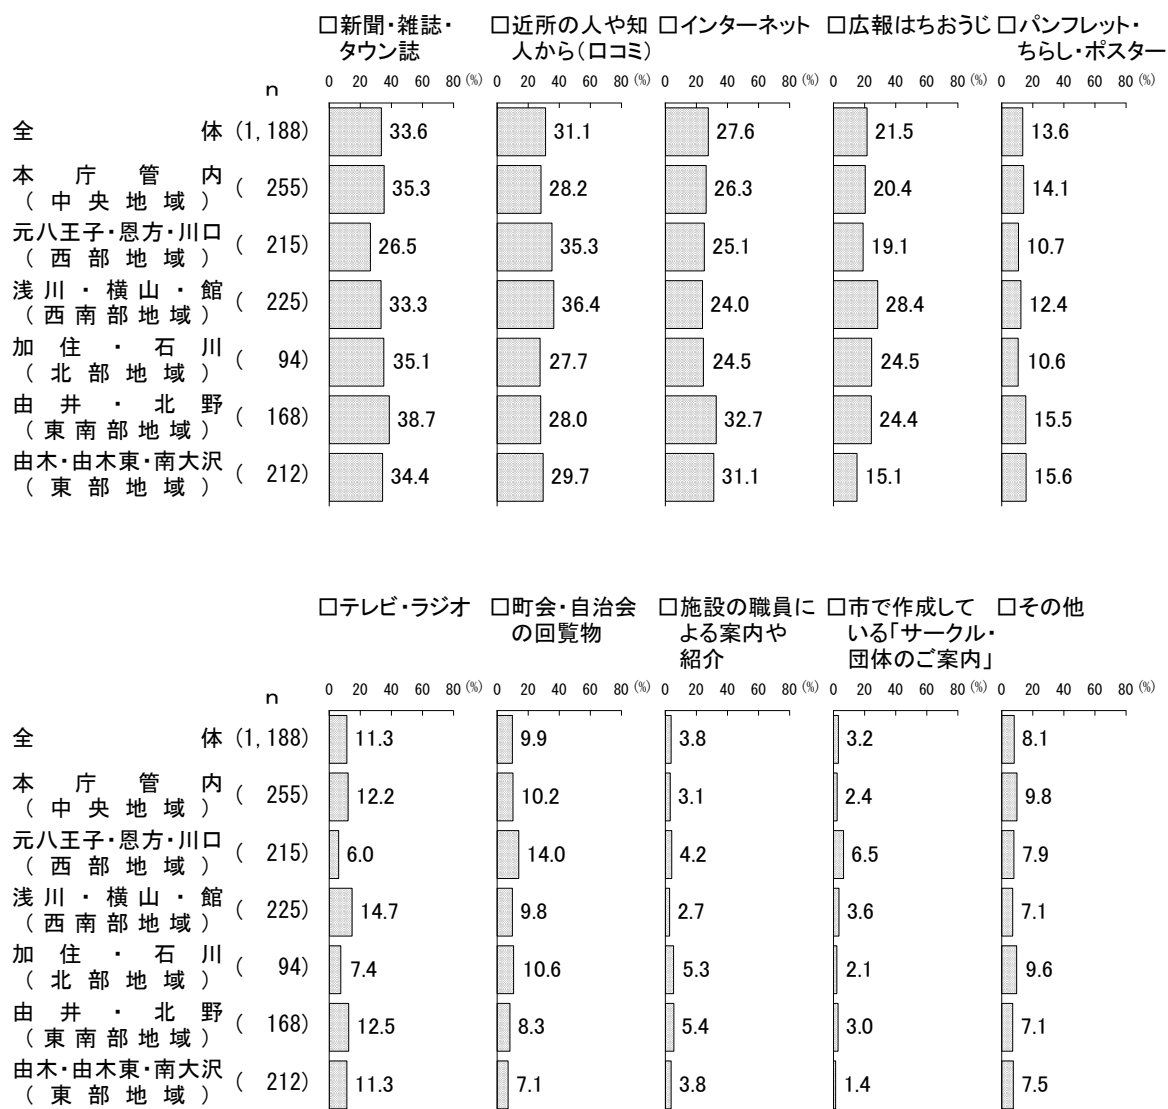 □新聞・雑誌・ □近所の人や知 □インターネット □広報はちおうじ □パンフレット・
タウン誌 人から(口コミ) ちらし・ポスター
0 20 40 60 80 (%) 0 20 40 60 80 (%) 0 20 40 60 80 (%) 0 20 40 60 80 (%) 0 20 40 60 80 (%)
n
全体 (1,188) 33.6 31.1 27.6 21.5 13.6
本庁管内
(中央地域) ( 255) 35.3 28.2 26.3 20.4 14.1
元八王子・恩方・川口
(西部地域) ( 215) 26.5 35.3 25.1 19.1 10.7
浅川・横山・館
(西南部地域) ( 225) 33.3 36.4 24.0 28.4 12.4
加住・石川
(北部地域) ( 94) 35.1 27.7 24.5 24.5 10.6
由井・北野
(東南部地域) ( 168) 38.7 28.0 32.7 24.4 15.5
由木・由木東・南大沢
(東部地域) ( 212) 34.4 29.7 31.1 15.1 15.6
□テレビ・ラジオ □町会・自治会 □施設の職員に □市で作成して □その他
の回覧物 よる案内や いる「サークル・
紹介 団体のご案内」
0 20 40 60 80 (%) 0 20 40 60 80 (%) 0 20 40 60 80 (%) 0 20 40 60 80 (%) 0 20 40 60 80 (%)
n
全体 (1,188) 11.3 9.9 3.8 3.2 8.1
本庁管内
(中央地域) ( 255) 12.2 10.2 3.1 2.4 9.8
元八王子・恩方・川口
(西部地域) ( 215) 6.0 14.0 4.2 6.5 7.9
浅川・横山・館
(西南部地域) ( 225) 14.7 9.8 2.7 3.6 7.1
加住・石川
(北部地域) ( 94) 7.4 10.6 5.3 2.1 9.6
由井・北野
(東南部地域) ( 168) 12.5 8.3 5.4 3.0 7.1
由木・由木東・南大沢
(東部地域) ( 212) 11.3 7.1 3.8 1.4 7.5